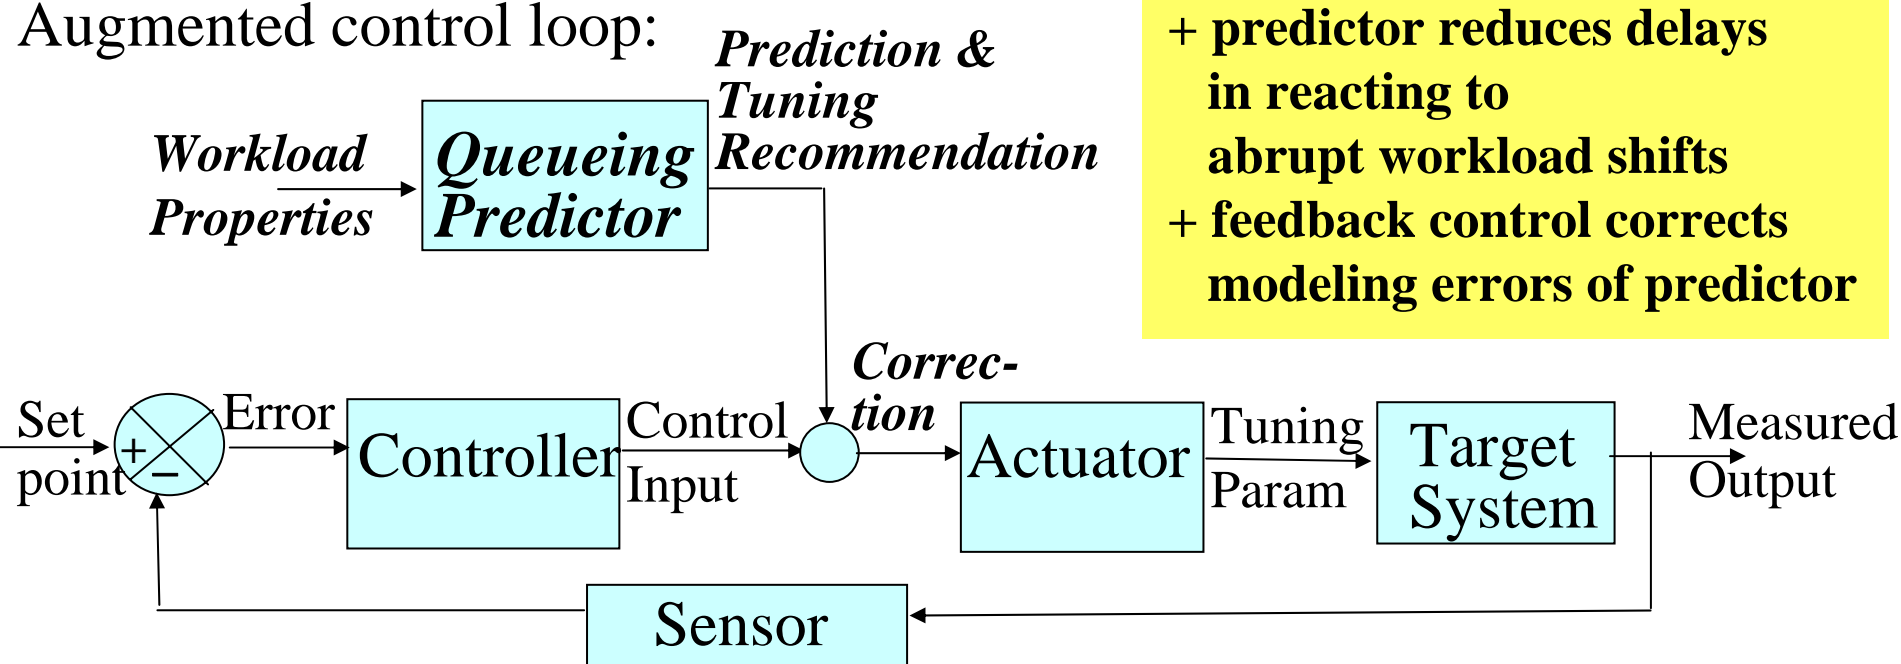 Augmented control loop:
+ predictor reduces delays
in reacting to
abrupt workload shifts
+ feedback control corrects
modeling errors of predictor
Prediction &
Tuning
Recommendation
Workload
Properties
Queueing
Predictor
Correc-
tion
Set
point
+
−
Error
Controller
Control
Input
Actuator
Tuning
Param
Target
System
Measured
Output
Sensor